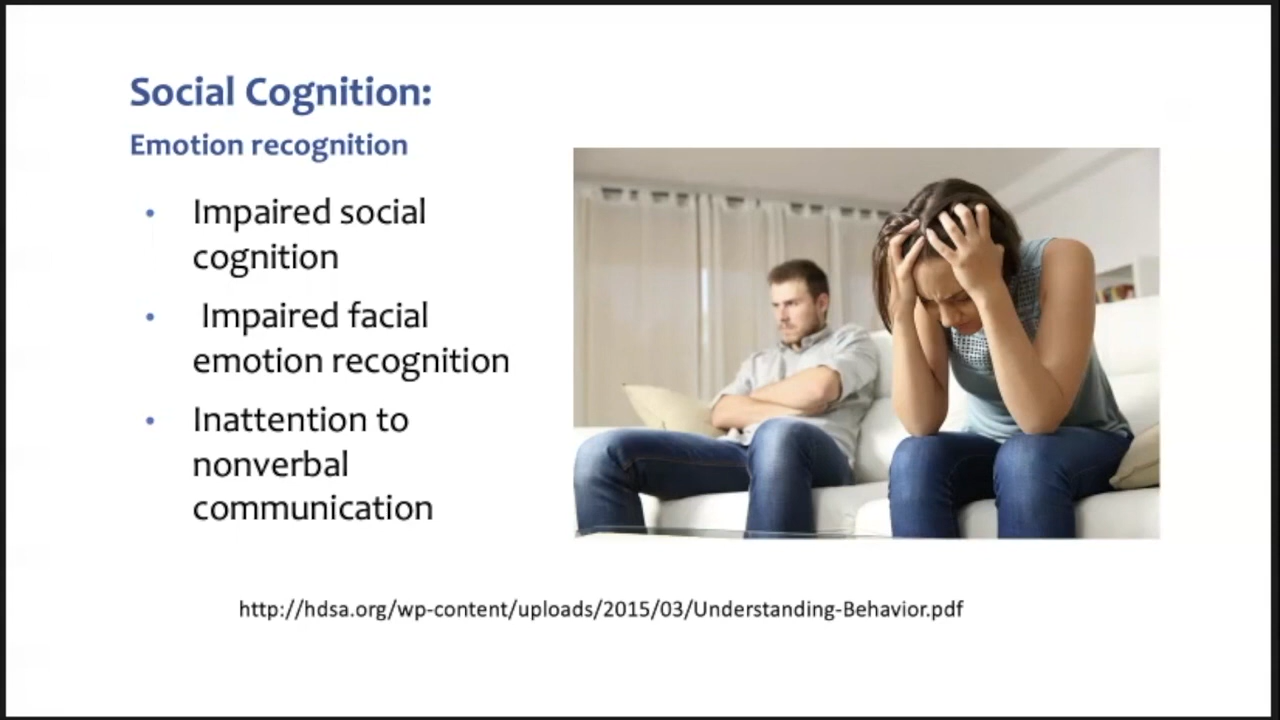 Social Cognition:
Emotion recognition
• Impaired social
cognition
• Impaired facial
emotion recognition
• Inattention to
nonverbal
communication
http://hdsa.org/wp-content/uploads/2015/03/Understanding-Behavior.pdf